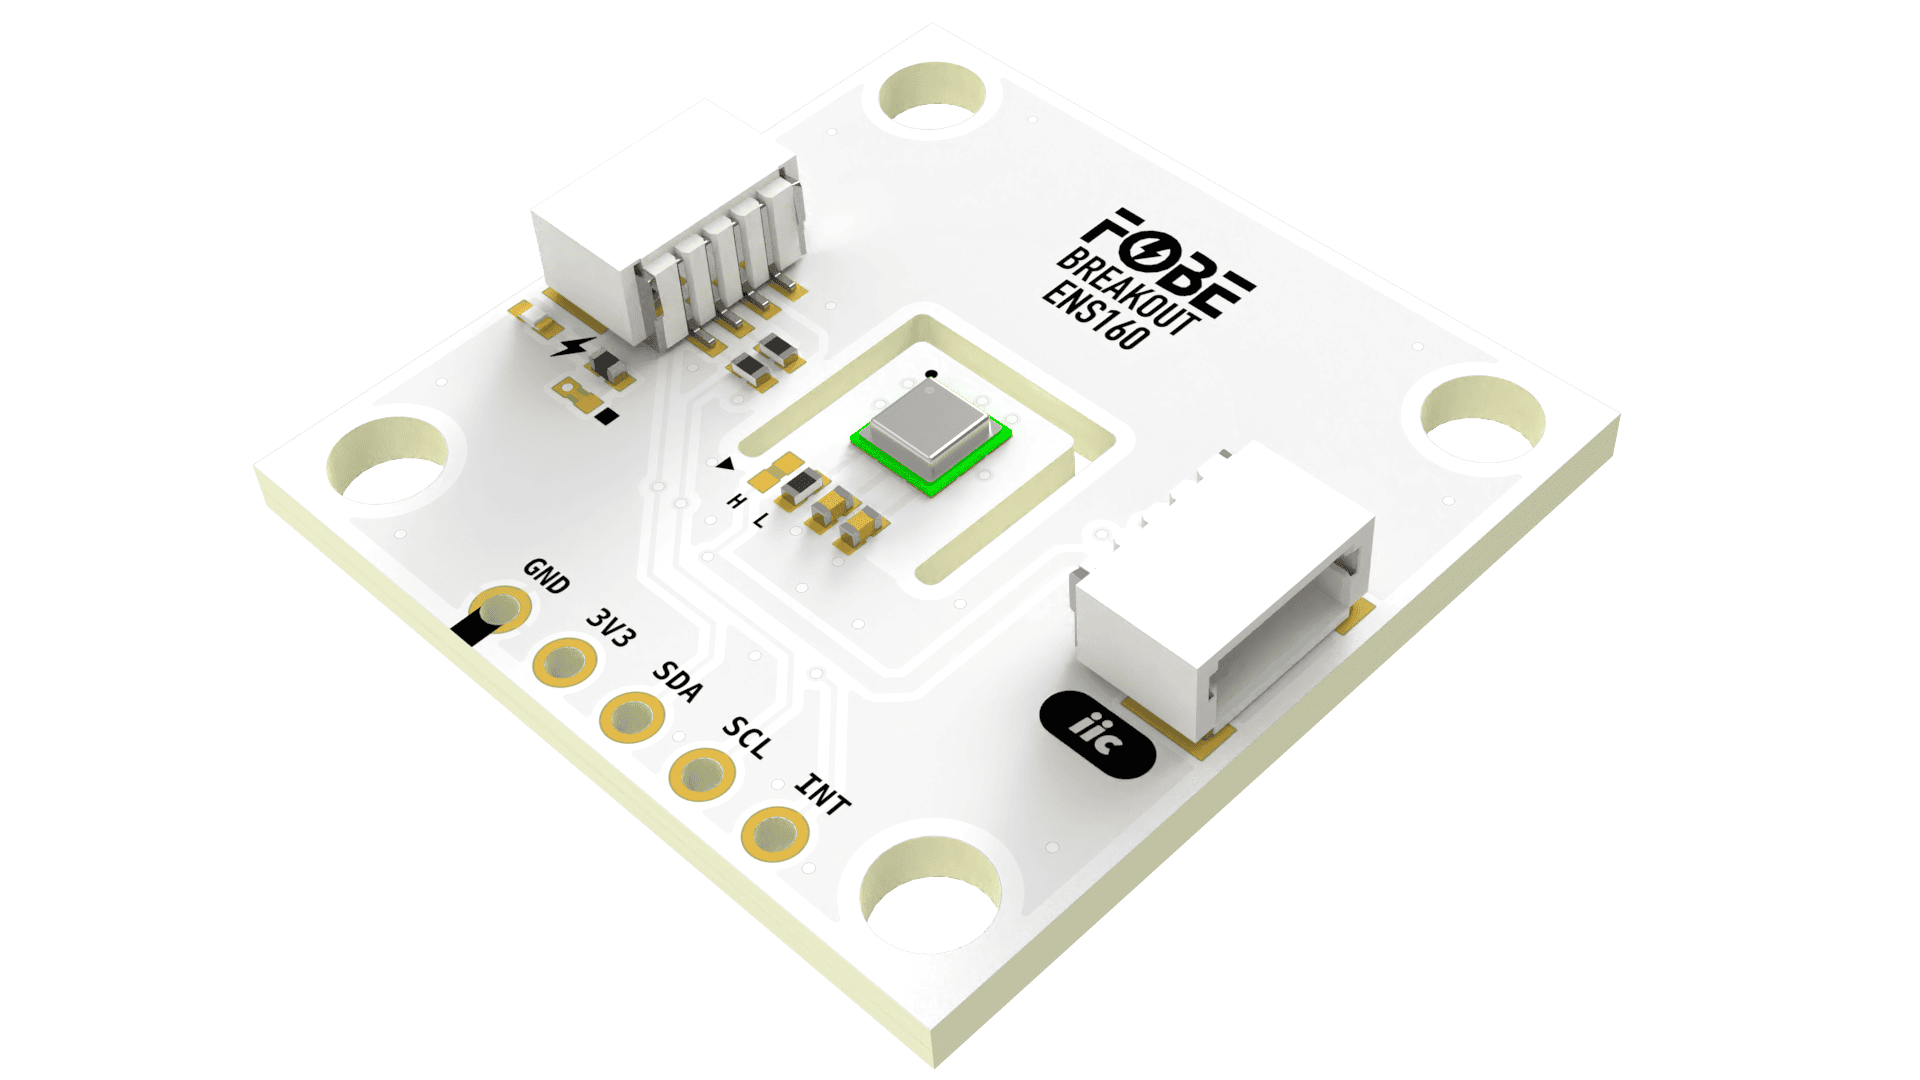 FOBE
BREAKOUT
ENS160
H L
GND
3V3
SDA
SCL
INT
iic